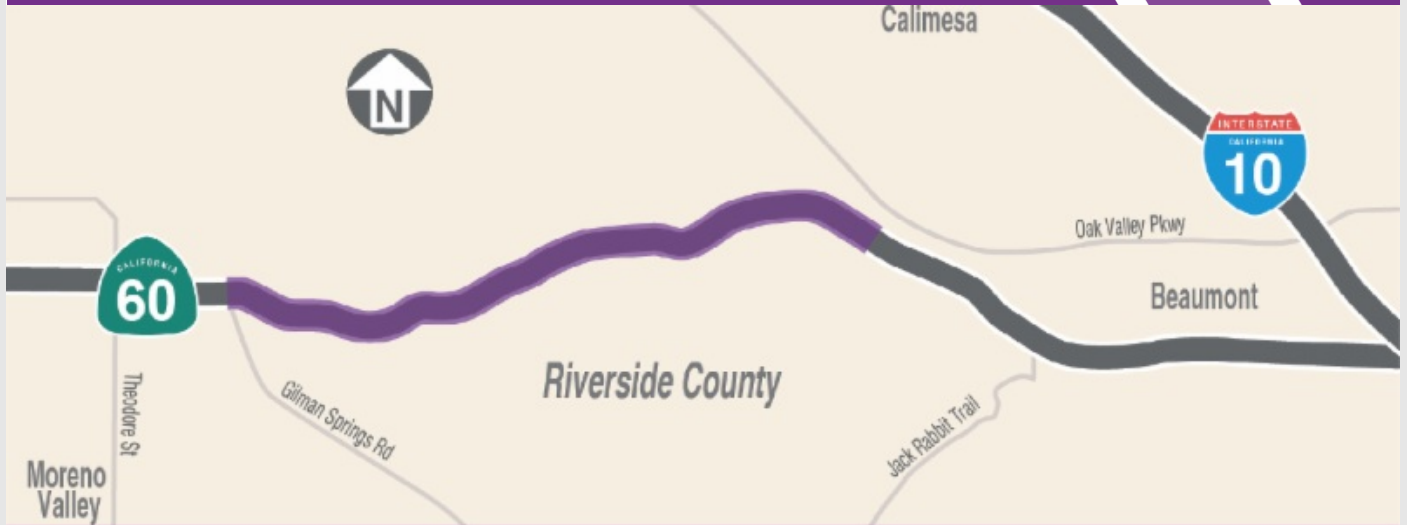 Calimesa
N
INTERSTATE
CALIFORNIA
10
Oak Valley Pkwy
CALIFORNIA
60
Beaumont
Riverside County
Theodore St
Gilman Springs Rd
Jack Rabbit Trail
Moreno
Valley